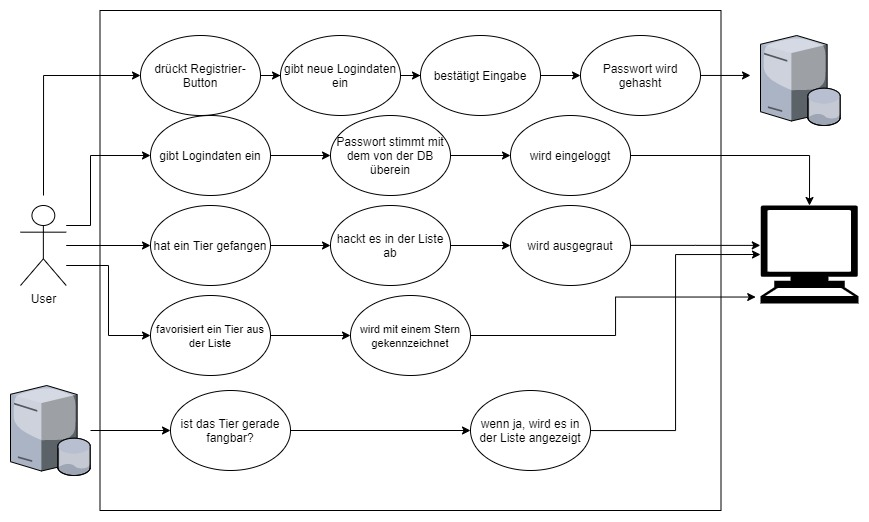 drückt Registrier-
Button
gibt neue Logindaten
ein
bestätigt Eingabe
Passwort wird
gehasht
gibt Logindaten ein
Passwort stimmt mit
dem von der DB
überein
wird eingeloggt
hat ein Tier gefangen
hackt es in der Liste
ab
wird ausgegraut
User
favorisiert ein Tier aus
der Liste
wird mit einem Stern
gekennzeichnet
ist das Tier gerade
fangbar?
wenn ja, wird es in
der Liste angezeigt